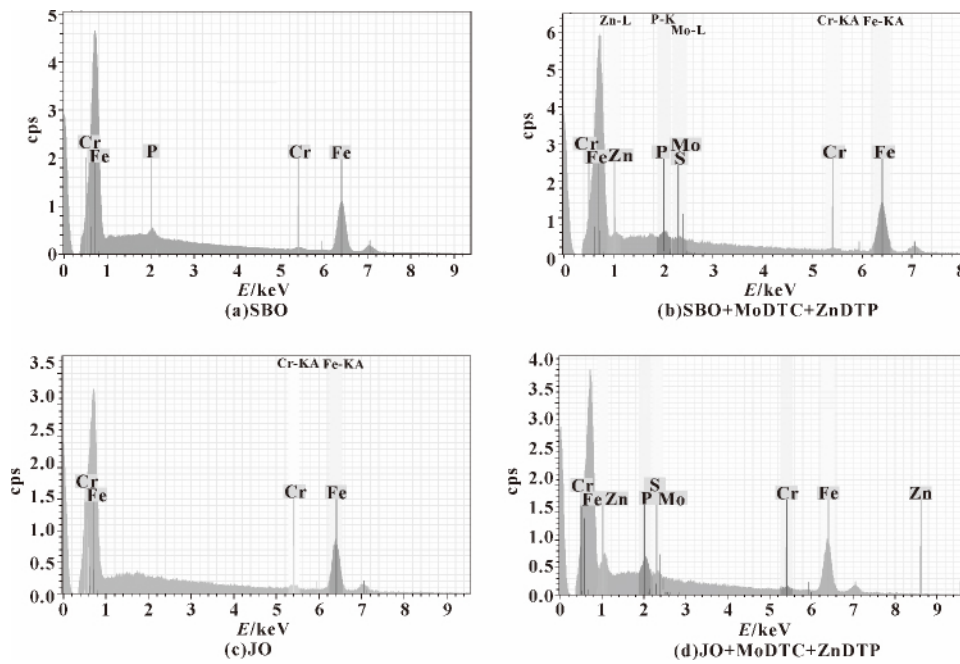 5
4
3
2
1
0
cps
Cr
Fe
P
Cr
Fe
0 1 2 3 4 5 6 7 8 9
E/keV
(a)SBO
Zn-L
P-K
Mo-L
Cr-KA
Fe-KA
6
5
4
3
2
1
0
cps
Cr
Fe
Zn
P
Mo
S
Cr
Fe
0 1 2 3 4 5 6 7 8
E/keV
(b)SBO+MoDTC+ZnDTP
Cr-KA
Fe-KA
3.5
3.0
2.5
2.0
1.5
1.0
0.5
0.0
cps
Cr
Fe
Cr
Fe
0 1 2 3 4 5 6 7 8 9
E/keV
(c)JO
4.0
3.5
3.0
2.5
2.0
1.5
1.0
0.5
0.0
cps
Cr
Fe
Zn
P
S
Mo
Cr
Fe
Zn
0 1 2 3 4 5 6 7 8 9
E/keV
(d)JO+MoDTC+ZnDTP